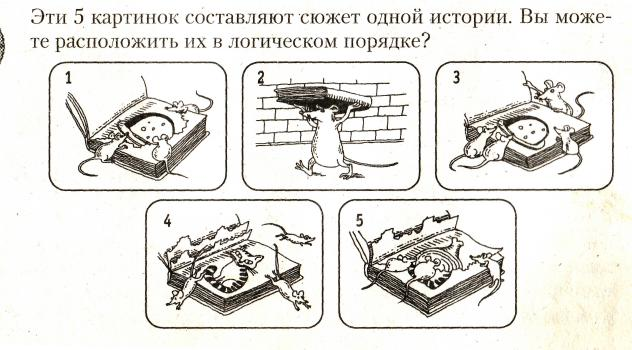 Эти 5 картинок составляют сюжет одной истории. Вы може-
те расположить их в логическом порядке?
1
2
3
4
5